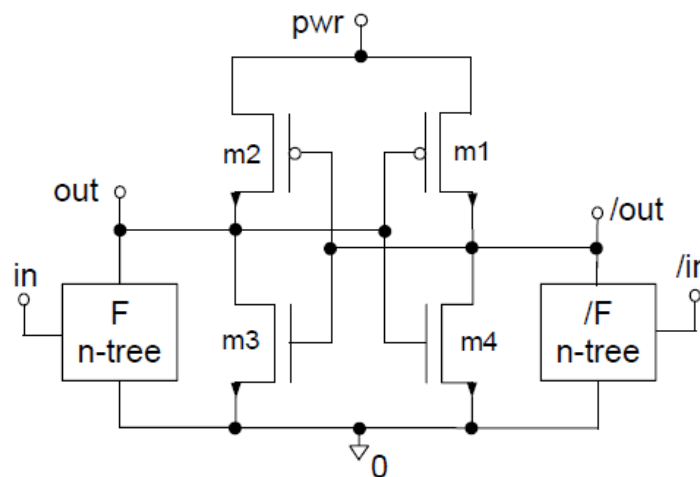 pwr
m2
m1
out
/out
in
/in
F
n-tree
m3
m4
/F
n-tree
0